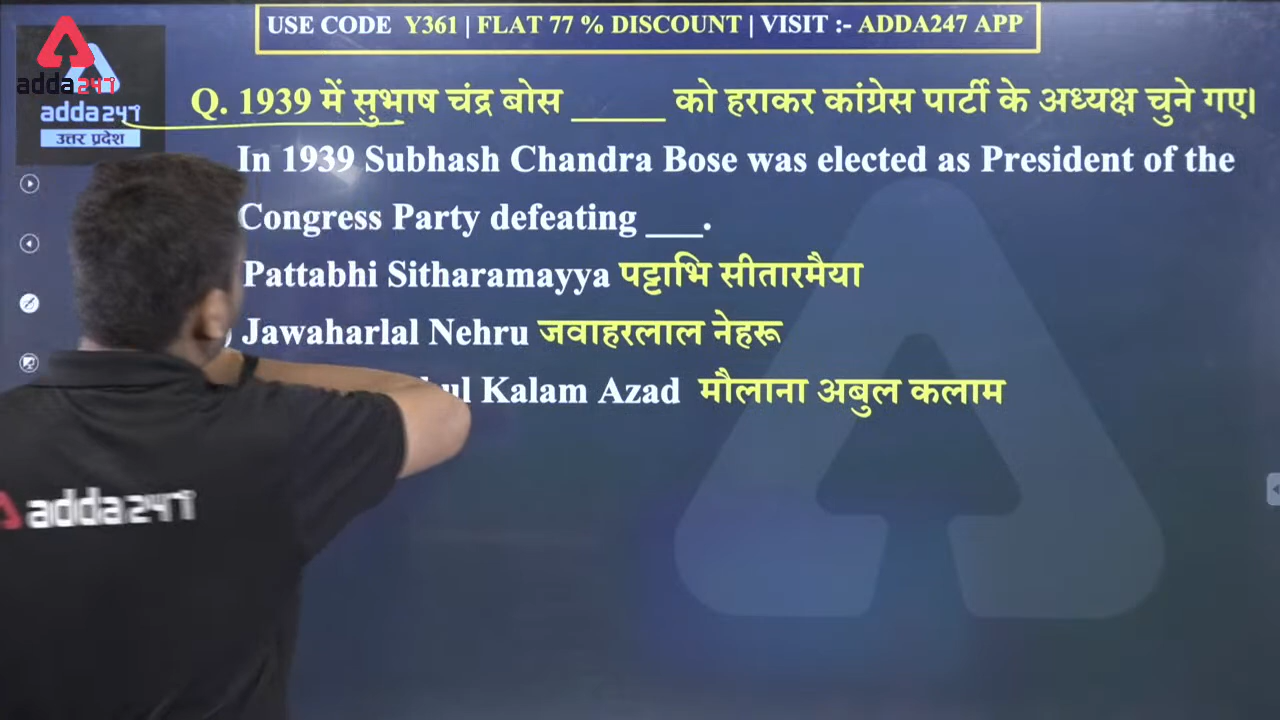 USE CODE Y361 | FLAT 77 % DISCOUNT | VISIT :- ADDA247 APP
adda247
adda247
उत्तर प्रदेश
Q. 1939 में सुभाष चंद्र बोस _____ को हराकर कांग्रेस पार्टी के अध्यक्ष चुने गए।
In 1939 Subhash Chandra Bose was elected as President of the
Congress Party defeating ___.
Pattabhi Sitharamayya पट्टाभि सीतारमैया
Jawaharlal Nehru जवाहरलाल नेहरू
Kalam Azad मौलाना अबुल कलाम
adda247